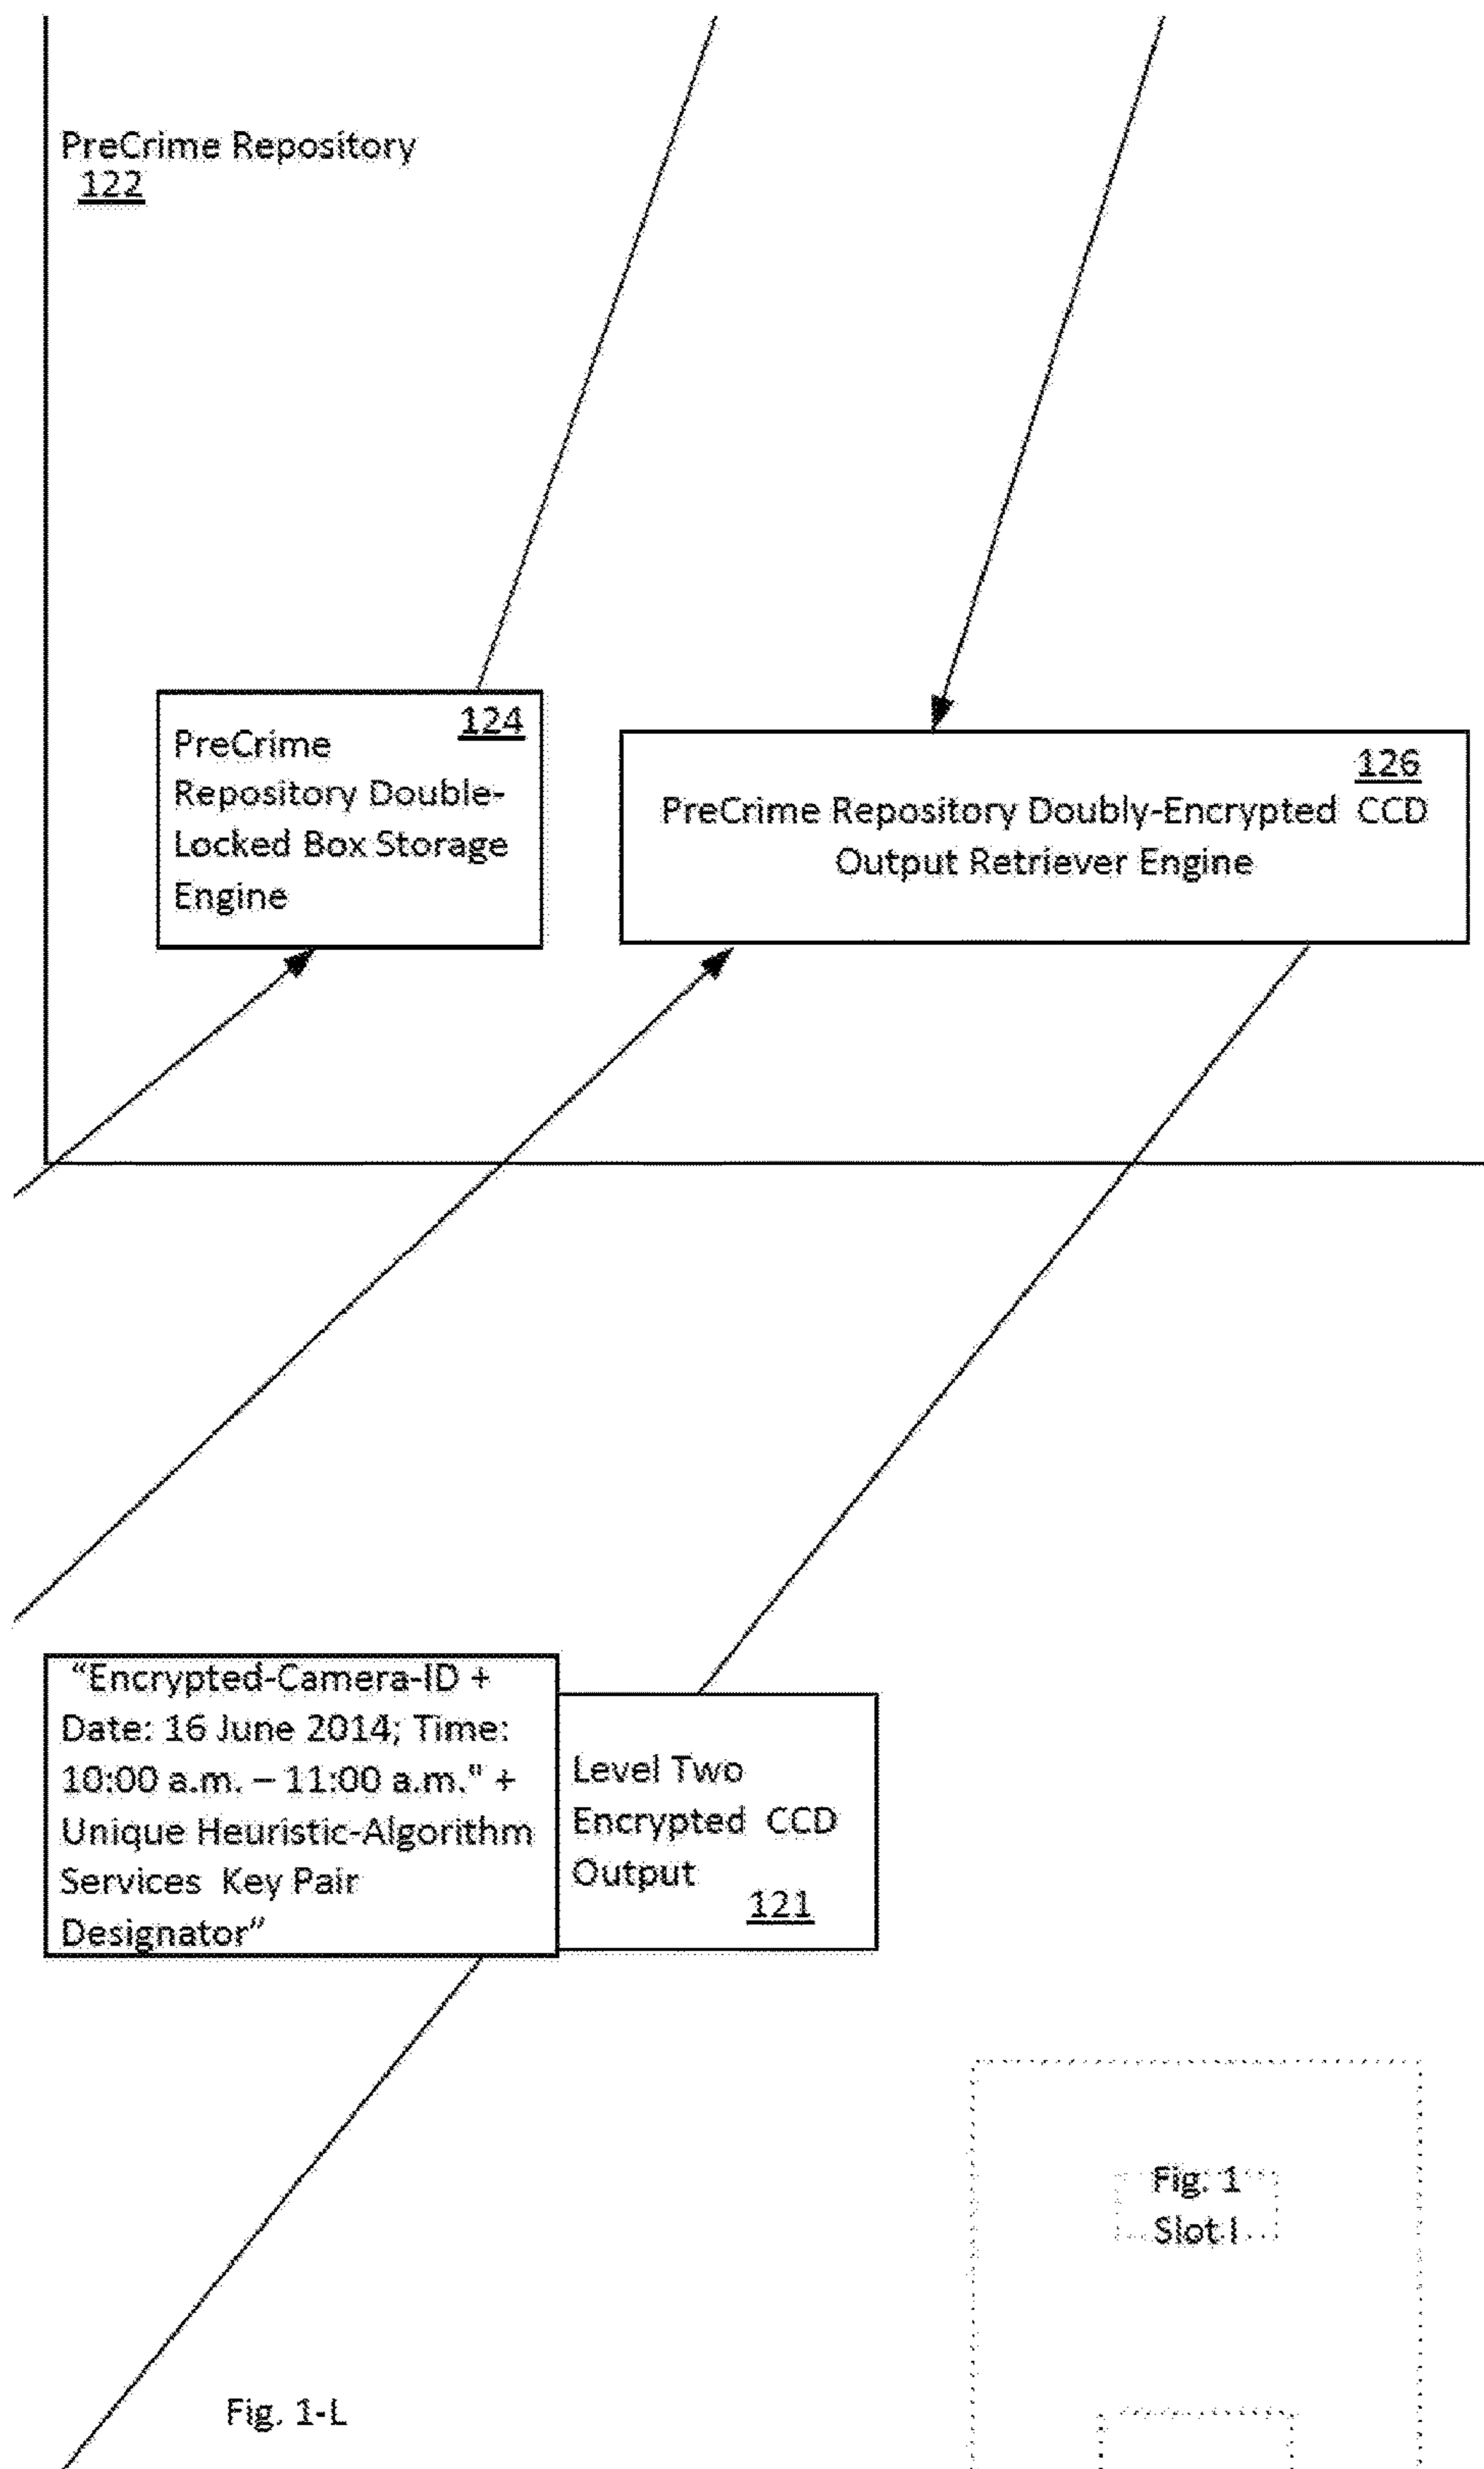 PreCrime Repository
122
124
PreCrime
Repository Double-
Locked Box Storage
Engine
126
PreCrime Repository Doubly-Encrypted CCD
Output Retriever Engine
“Encrypted-Camera-ID +
Date: 16 June 2014; Time:
10:00 a.m. – 11:00 a.m." +
Unique Heuristic-Algorithm
Services Key Pair
Designator”
Level Two
Encrypted CCD
Output
121
Fig. 1
Slot I
Fig. 1-L